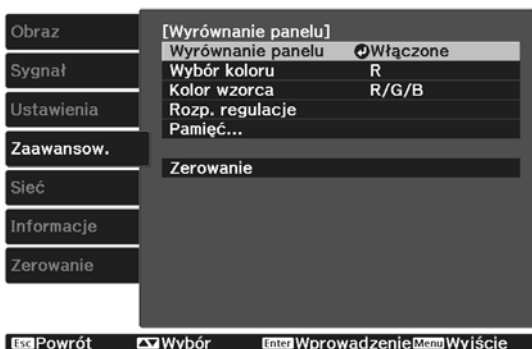 Obraz
Sygnał
Ustawienia
Zaawansow.
Sieć
Informacje
Zerowanie
[Wyrównanie panelu]
Wyrównanie panelu Włączone
Wybór koloru R
Kolor wzorca R/G/B
Rozp. regulacje
Pamięć...
Zerowanie
Esc Powrót Wybór Enter Wprowadzenie Menu Wyjście